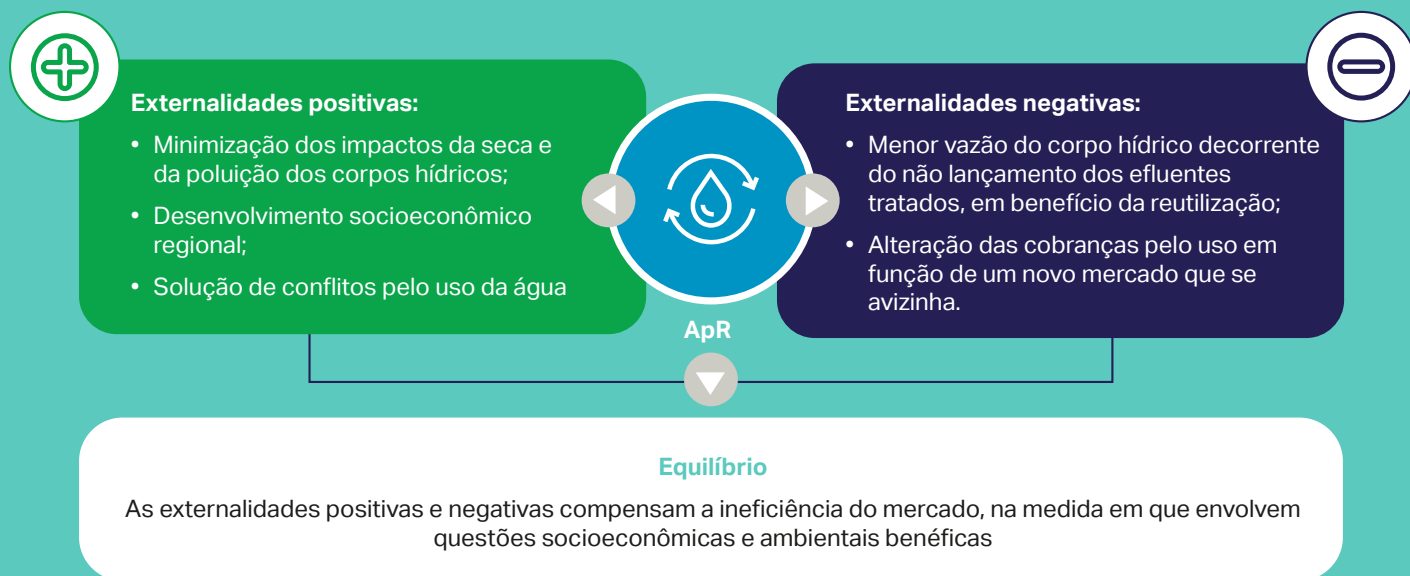 Externalidades positivas:
• Minimização dos impactos da seca e
da poluição dos corpos hídricos;
• Desenvolvimento socioeconômico
regional;
• Solução de conflitos pelo uso da água
ApR
Externalidades negativas:
• Menor vazão do corpo hídrico decorrente
do não lançamento dos efluentes
tratados, em benefício da reutilização;
• Alteração das cobranças pelo uso em
função de um novo mercado que se
avizinha.
Equilíbrio
As externalidades positivas e negativas compensam a ineficiência do mercado, na medida em que envolvem
questões socioeconômicas e ambientais benéficas